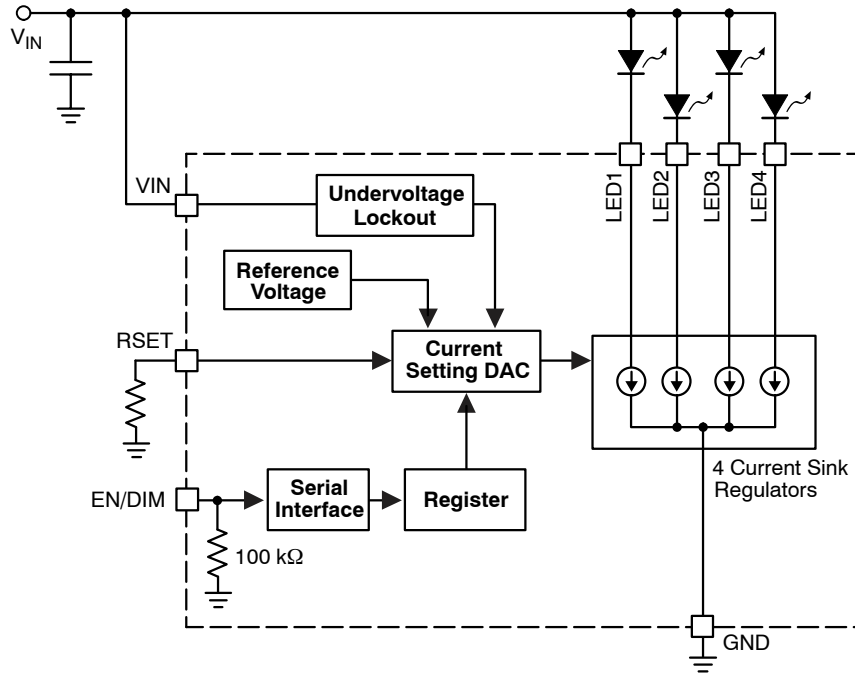 V_IN
VIN
Undervoltage
Lockout
LED1
LED2
LED3
LED4
Reference
Voltage
RSET
Current
Setting DAC
4 Current Sink
Regulators
EN/DIM
Serial
Interface
Register
100 kΩ
GND